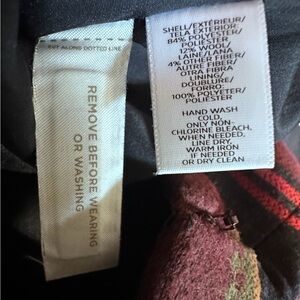 CUT ALONG DOTTED LINE
REMOVE BEFORE WEARING
OR WASHING
SHELL/EXTÉRIEUR/
TELA EXTERIOR
84% POLYESTER/
POLIESTER
12% WOOL/
LAINE/LANA
4% OTHER FIBER/
AUTRE FIBER/
OTRA FIBRA
LINING/
DOUBLURE/
FORRO
100% POLYESTER/
POLIESTER
HAND WASH
COLD,
ONLY NON-
CHLORINE BLEACH,
WHEN NEEDED,
LINE DRY,
WARM IRON
IF NEEDED
OR DRY CLEAN